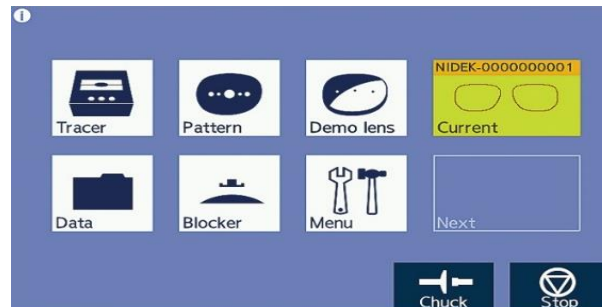 i
NIDEK-0000000001
Tracer
Pattern
Demo lens
Current
Data
Blocker
Menu
Next
Chuck
Stop